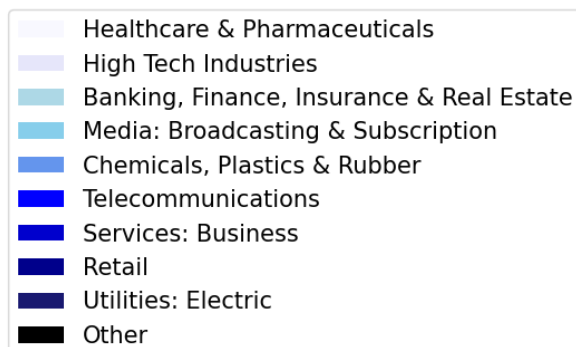 Healthcare & Pharmaceuticals
High Tech Industries
Banking, Finance, Insurance & Real Estate
Media: Broadcasting & Subscription
Chemicals, Plastics & Rubber
Telecommunications
Services: Business
Retail
Utilities: Electric
Other